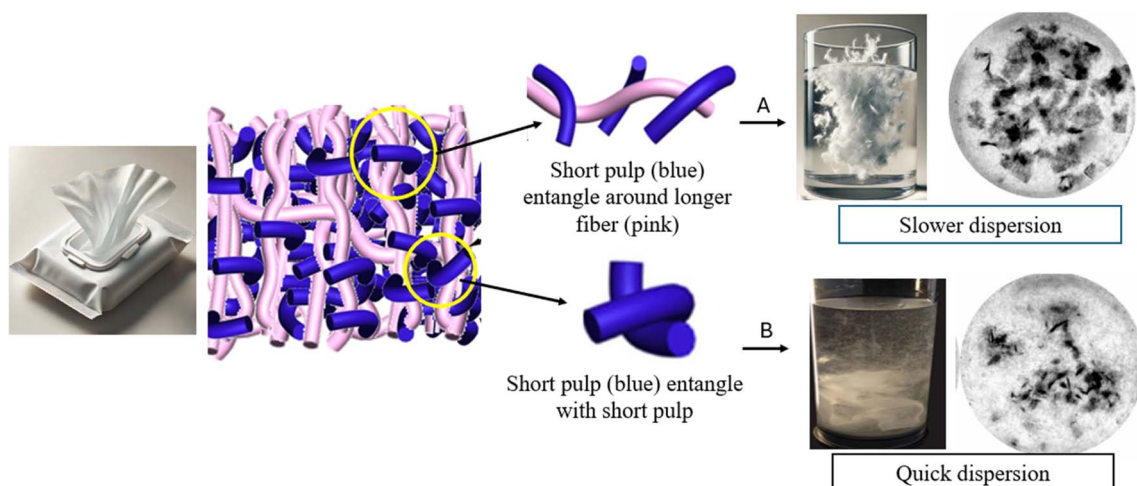 A
Short pulp (blue)
entangle around longer
fiber (pink)
Slower dispersion
B
Short pulp (blue) entangle
with short pulp
Quick dispersion